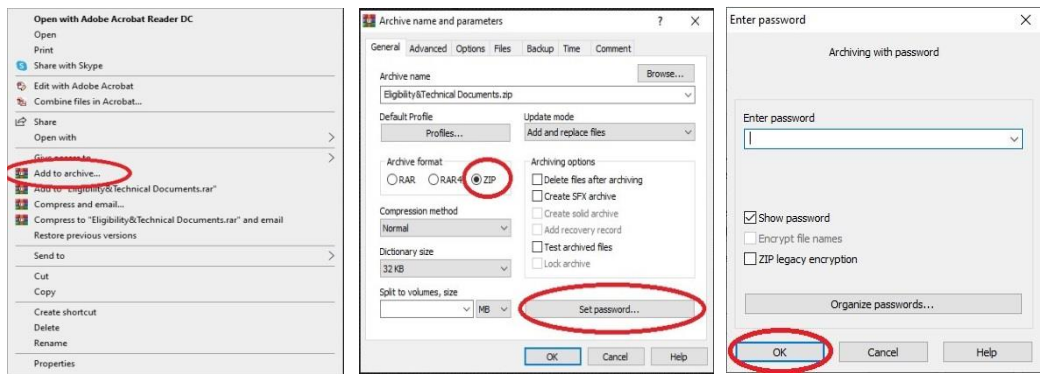 Open with Adobe Acrobat Reader DC
Open
Print
Share with Skype
Edit with Adobe Acrobat
Combine files in Acrobat...
Share
Open with
Give access to
Add to archive...
Add to "Eligibility&Technical Documents.rar"
Compress and email...
Compress to "Eligibility&Technical Documents.rar" and email
Restore previous versions
Send to
Cut
Copy
Create shortcut
Delete
Rename
Properties
Archive name and parameters
General Advanced Options Files Backup Time Comment
Archive name
Browse...
Eligibility&Technical Documents.zip
Default Profile
Profiles...
Update mode
Add and replace files
Archive format
RAR RAR4 ZIP
Compression method
Normal
Dictionary size
32 KB
Split to volumes, size
MB
Archiving options
Delete files after archiving
Create SFX archive
Create solid archive
Add recovery record
Test archived files
Lock archive
Set password...
OK Cancel Help
Enter password
Archiving with password
Enter password
Show password
Encrypt file names
ZIP legacy encryption
Organize passwords...
OK Cancel Help